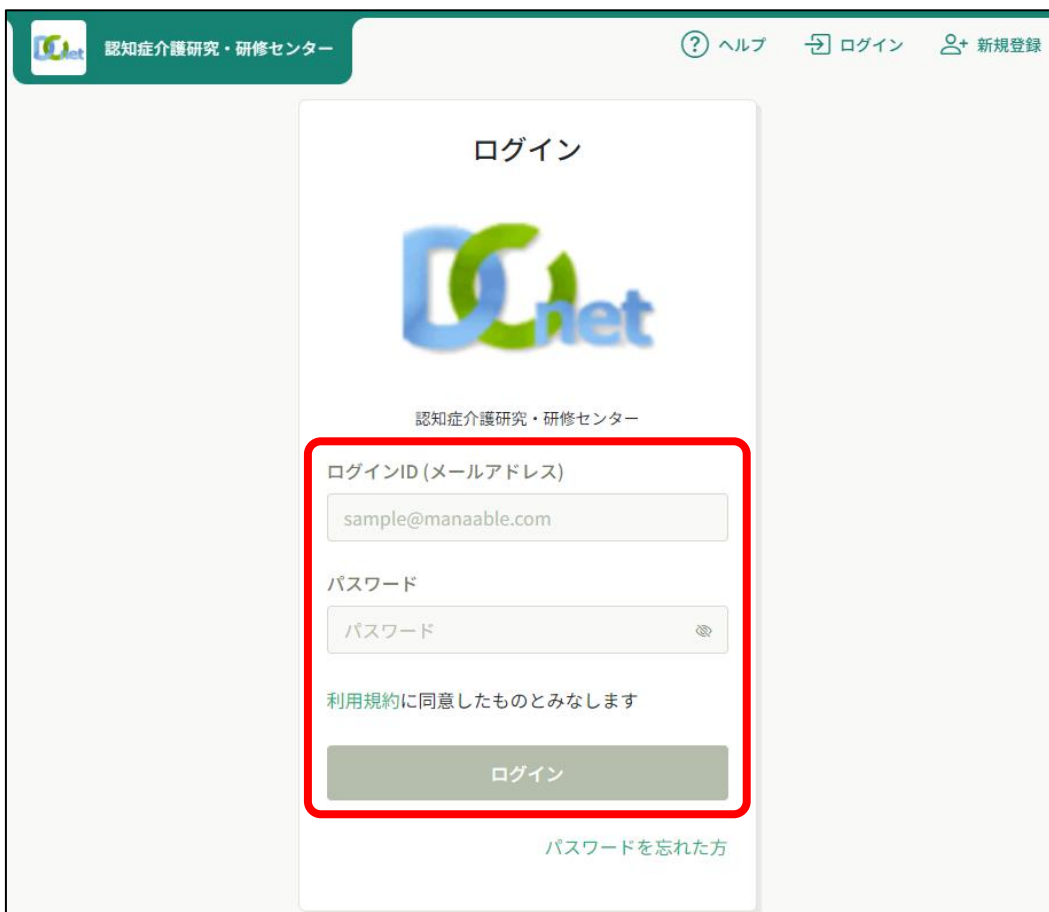 DCnet 認知症介護研究・研修センター ? ヘルプ ログイン 新規登録
ログイン
DCnet
認知症介護研究・研修センター
ログインID (メールアドレス)
sample@manaable.com
パスワード
パスワード
利用規約に同意したものとみなします
ログイン
パスワードを忘れた方